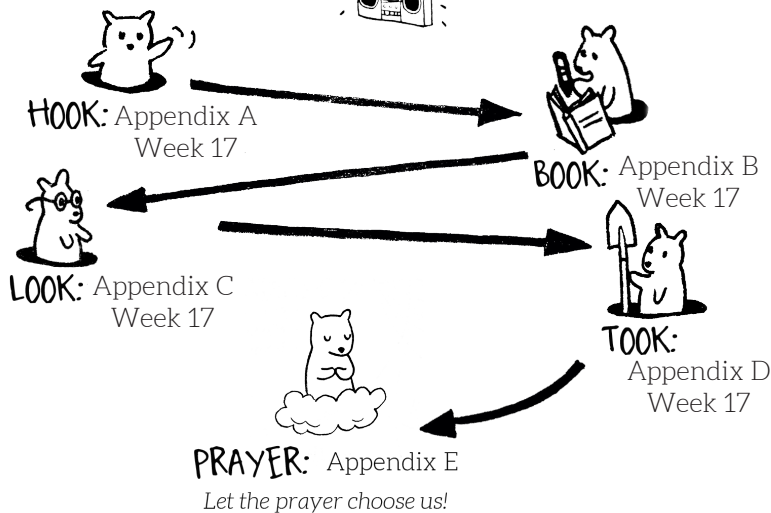 HOOK: Appendix A
Week 17
BOOK: Appendix B
Week 17
LOOK: Appendix C
Week 17
TOOK:
Appendix D
Week 17
PRAYER: Appendix E
Let the prayer choose us!